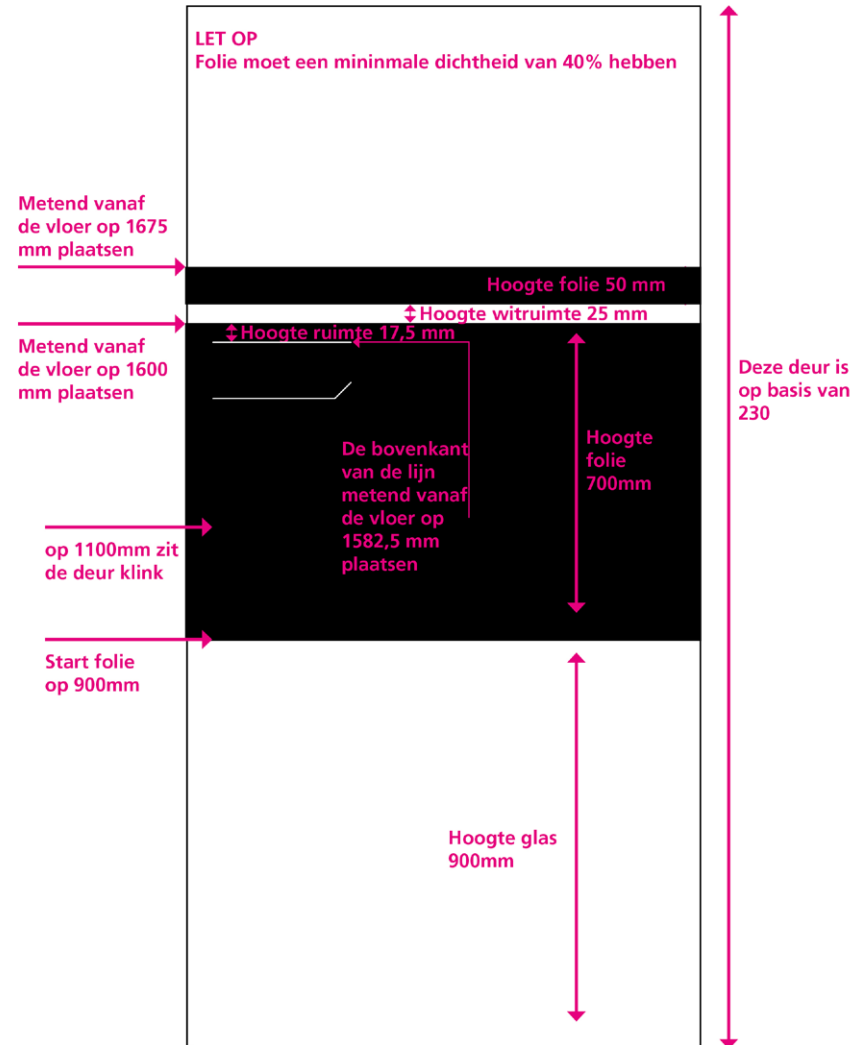 LET OP
Folie moet een mininmale dichtheid van 40% hebben
Metend vanaf
de vloer op 1675
mm plaatsen
Hoogte folie 50 mm
Hoogte witruimte 25 mm
Hoogte ruimte 17,5 mm
Metend vanaf
de vloer op 1600
mm plaatsen
Deze deur is
op basis van
230
Hoogte
folie
700mm
De bovenkant
van de lijn
metend vanaf
de vloer op
1582,5 mm
plaatsen
op 1100mm zit
de deur klink
Start folie
op 900mm
Hoogte glas
900mm